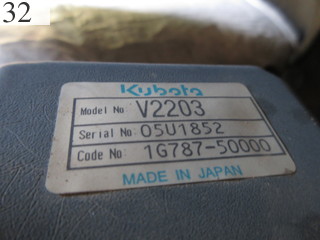 32
Kubota
Model No. V2203
Serial No. 05U1852
Code No. 1G787-50000
MADE IN JAPAN